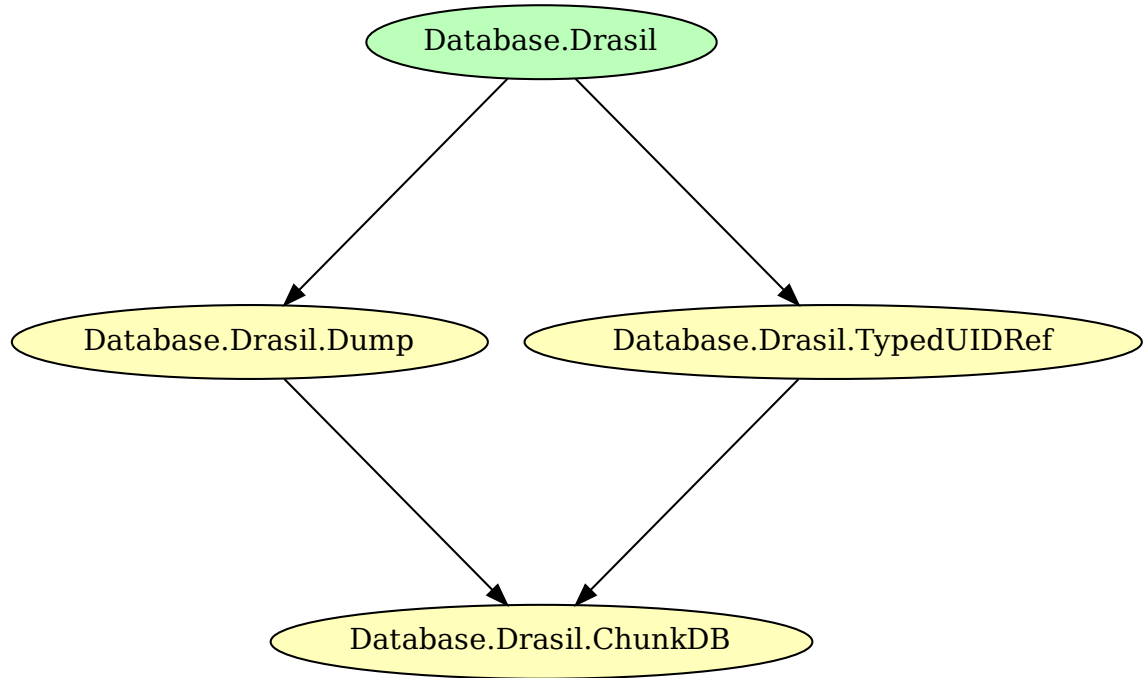 Database.Drasil
Database.Drasil.Dump
Database.Drasil.TypedUIDRef
Database.Drasil.ChunkDB